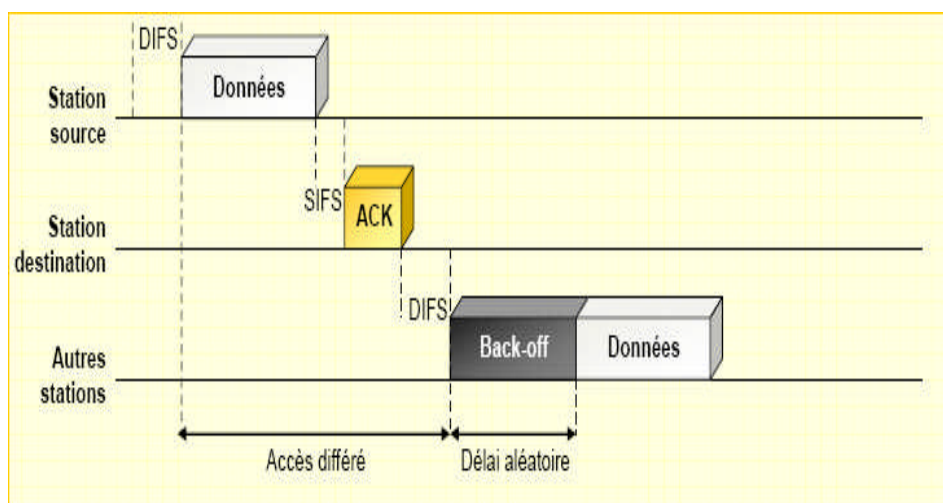 DIFS
Données
Station
source
SIFS
ACK
Station
destination
DIFS
Back-off
Données
Autres
stations
Accès différé
Délai aléatoire